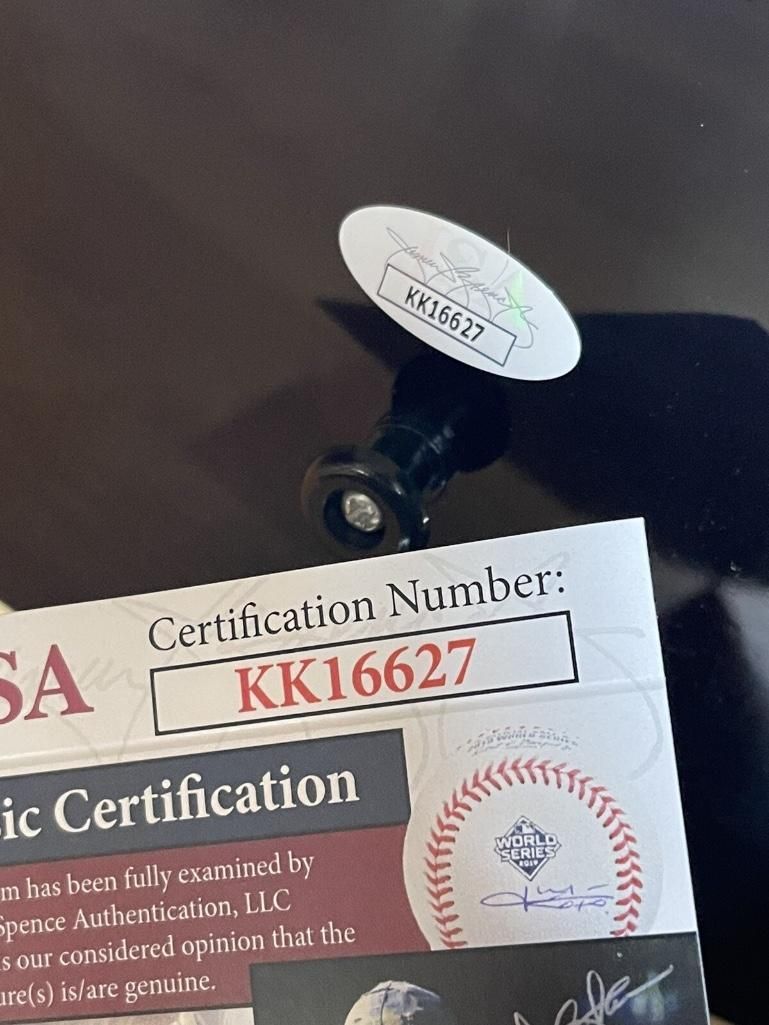 KK16627
Certification Number:
SA
KK16627
ic Certification
m has been fully examined by
Spence Authentication, LLC
s our considered opinion that the
ure(s) is/are genuine.
WORLD
SERIES
2019